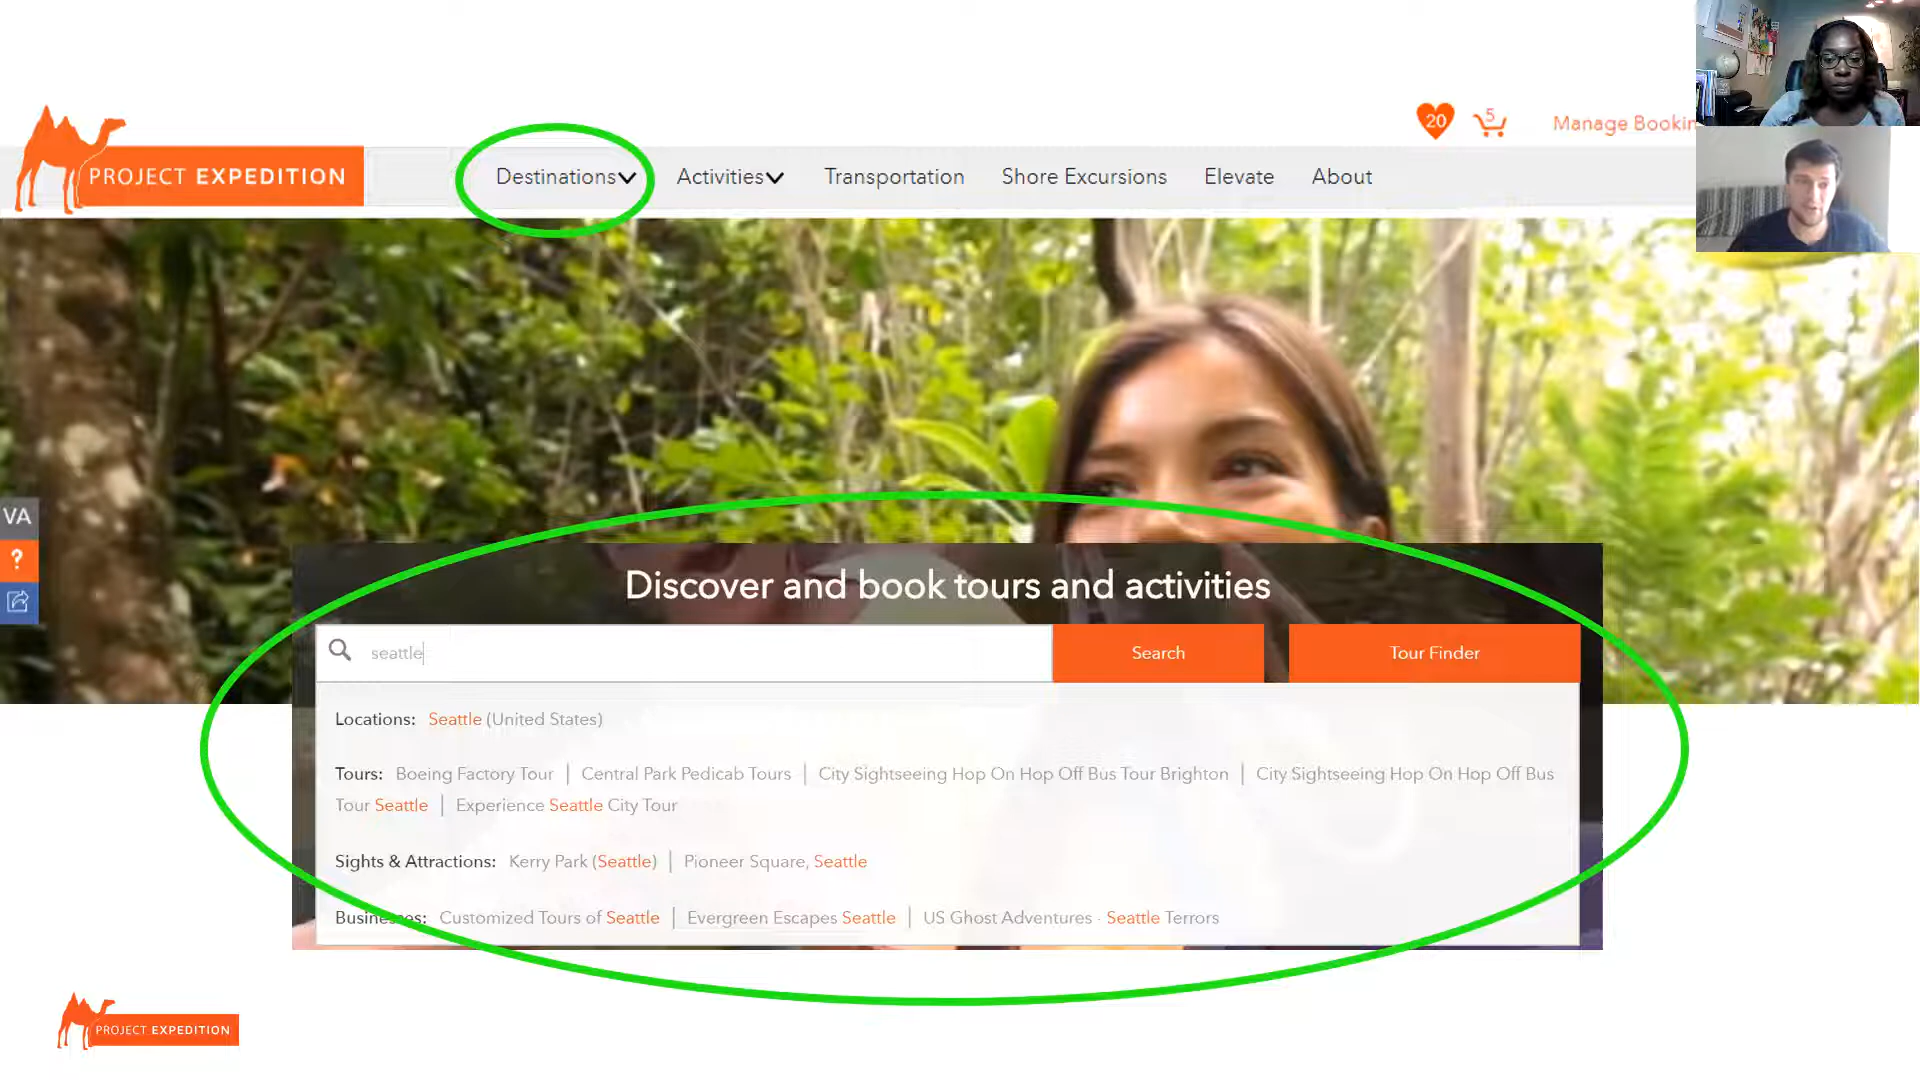 20
5
Manage Bookin
PROJECT EXPEDITION
Destinations
Activities
Transportation
Shore Excursions
Elevate
About
VA
?
Discover and book tours and activities
seattle
Search
Tour Finder
Locations: Seattle (United States)
Tours: Boeing Factory Tour | Central Park Pedicab Tours | City Sightseeing Hop On Hop Off Bus Tour Brighton | City Sightseeing Hop On Hop Off Bus
Tour Seattle | Experience Seattle City Tour
Sights & Attractions: Kerry Park (Seattle) | Pioneer Square, Seattle
Businesses: Customized Tours of Seattle | Evergreen Escapes Seattle | US Ghost Adventures - Seattle Terrors
PROJECT EXPEDITION